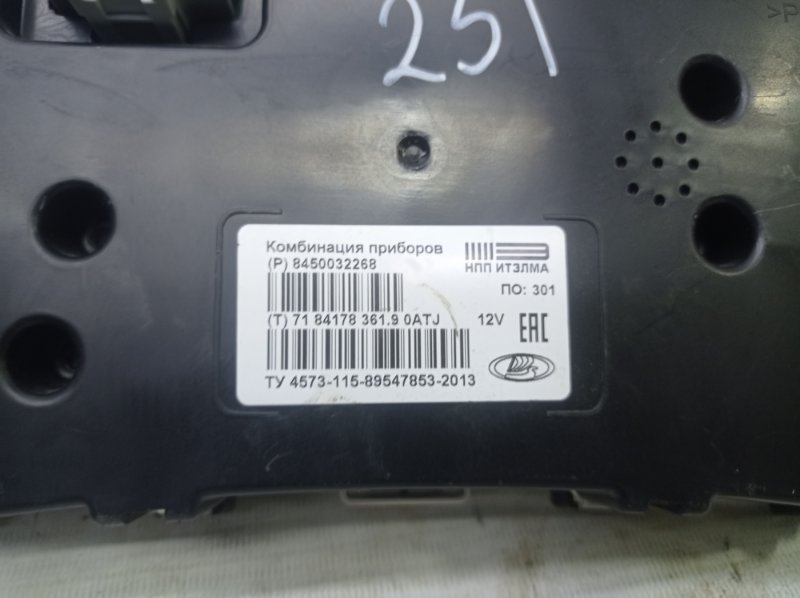 251
>P
Комбинация приборов
(P) 8450032268
НПП ИТЭЛМА
ПО: 301
(T) 71 84178 361.9 0ATJ 12V
EAC
ТУ 4573-115-89547853-2013